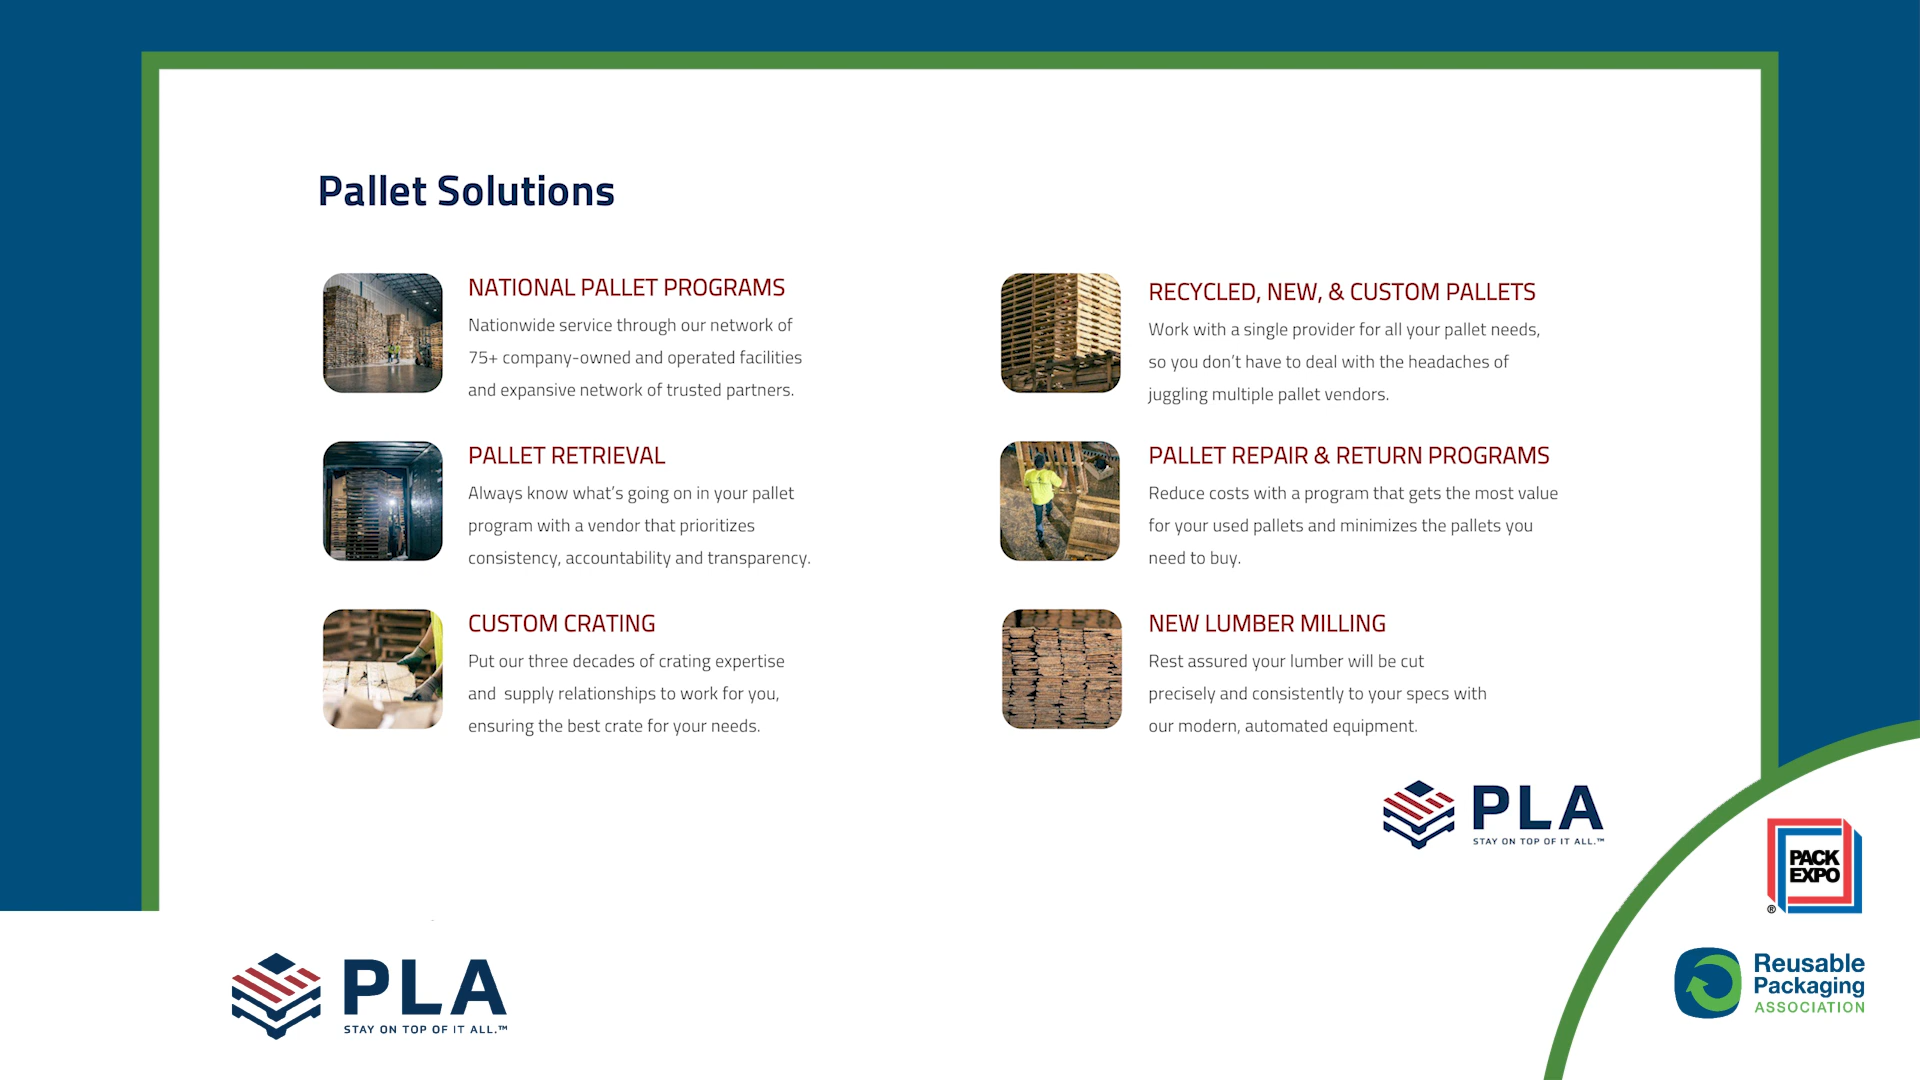 Pallet Solutions
NATIONAL PALLET PROGRAMS
Nationwide service through our network of
75+ company-owned and operated facilities
and expansive network of trusted partners.
RECYCLED, NEW, & CUSTOM PALLETS
Work with a single provider for all your pallet needs,
so you don't have to deal with the headaches of
juggling multiple pallet vendors.
PALLET RETRIEVAL
Always know what's going on in your pallet
program with a vendor that prioritizes
consistency, accountability and transparency.
PALLET REPAIR & RETURN PROGRAMS
Reduce costs with a program that gets the most value
for your used pallets and minimizes the pallets you
need to buy.
CUSTOM CRATING
Put our three decades of crating expertise
and supply relationships to work for you,
ensuring the best crate for your needs.
NEW LUMBER MILLING
Rest assured your lumber will be cut
precisely and consistently to your specs with
our modern, automated equipment.
PLA
STAY ON TOP OF IT ALL.™
PACK
EXPO
®
PLA
STAY ON TOP OF IT ALL.™
Reusable
Packaging
ASSOCIATION